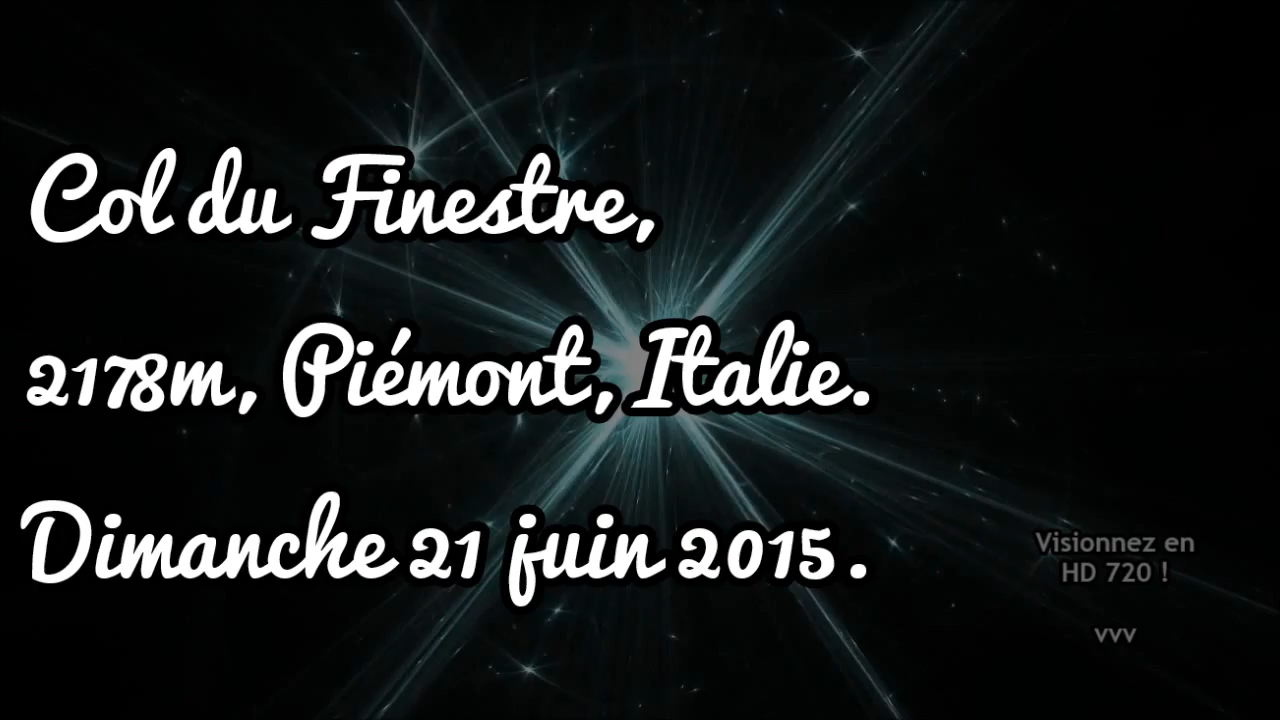 Col du Finestre,
2178m, Piémont, Italie.
Dimanche 21 juin 2015.
Visionnez en
HD 720 !
vvv